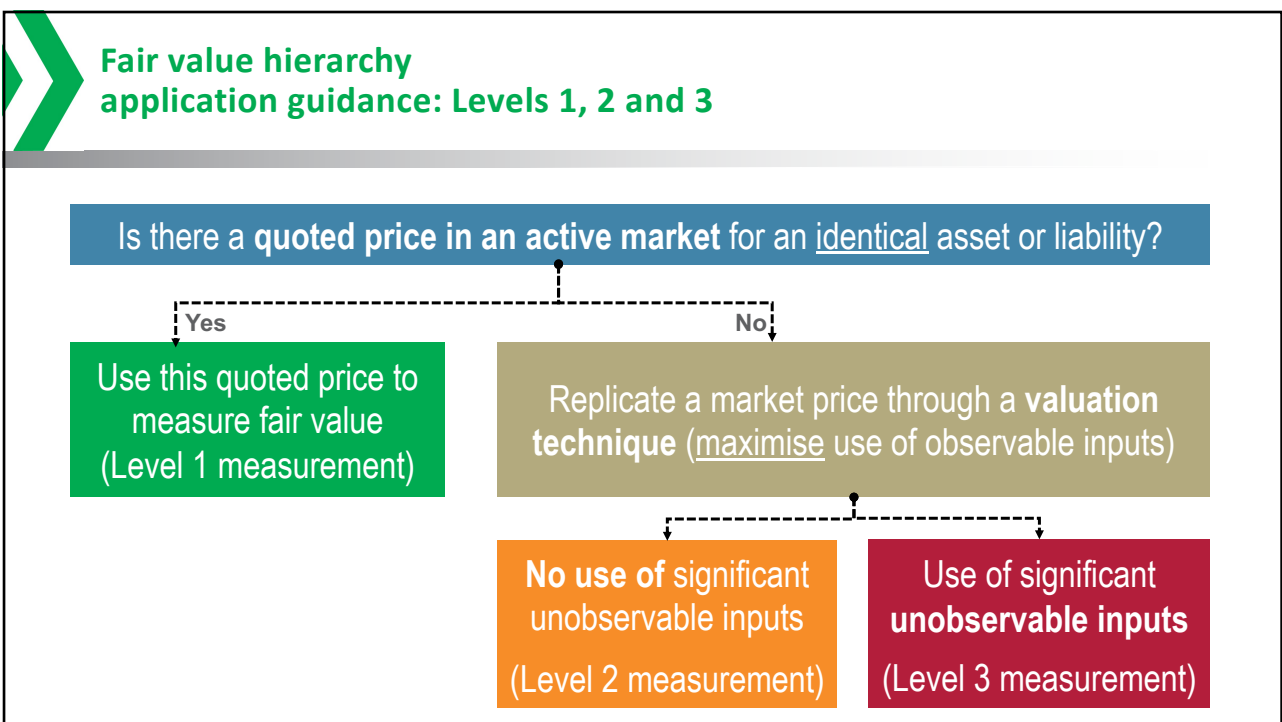 Fair value hierarchy
application guidance: Levels 1, 2 and 3
Is there a quoted price in an active market for an identical asset or liability?
Yes
No
Use this quoted price to
measure fair value
(Level 1 measurement)
Replicate a market price through a valuation
technique (maximise use of observable inputs)
No use of significant
unobservable inputs
(Level 2 measurement)
Use of significant
unobservable inputs
(Level 3 measurement)